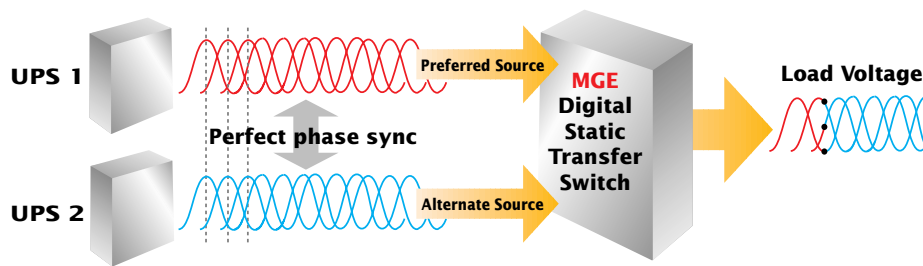 UPS 1
Preferred Source
MGE
Digital
Static
Transfer
Switch
Load Voltage
Perfect phase sync
UPS 2
Alternate Source